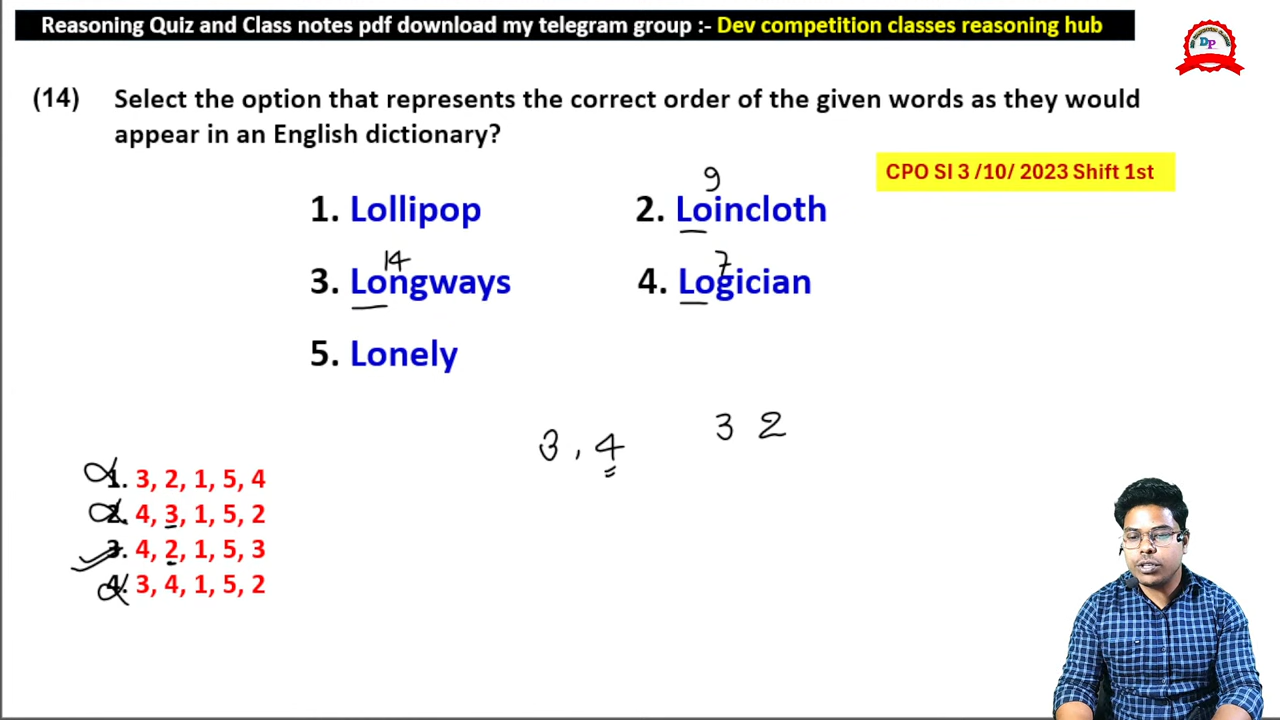 Reasoning Quiz and Class notes pdf download my telegram group :- Dev competition classes reasoning hub
DP
(14) Select the option that represents the correct order of the given words as they would
appear in an English dictionary?
CPO SI 3 /10/ 2023 Shift 1st
9
1. Lollipop 2. Loincloth
14 7
3. Longways 4. Logician
5. Lonely
3, 4 3 2
1. 3, 2, 1, 5, 4
2. 4, 3, 1, 5, 2
3. 4, 2, 1, 5, 3
4. 3, 4, 1, 5, 2